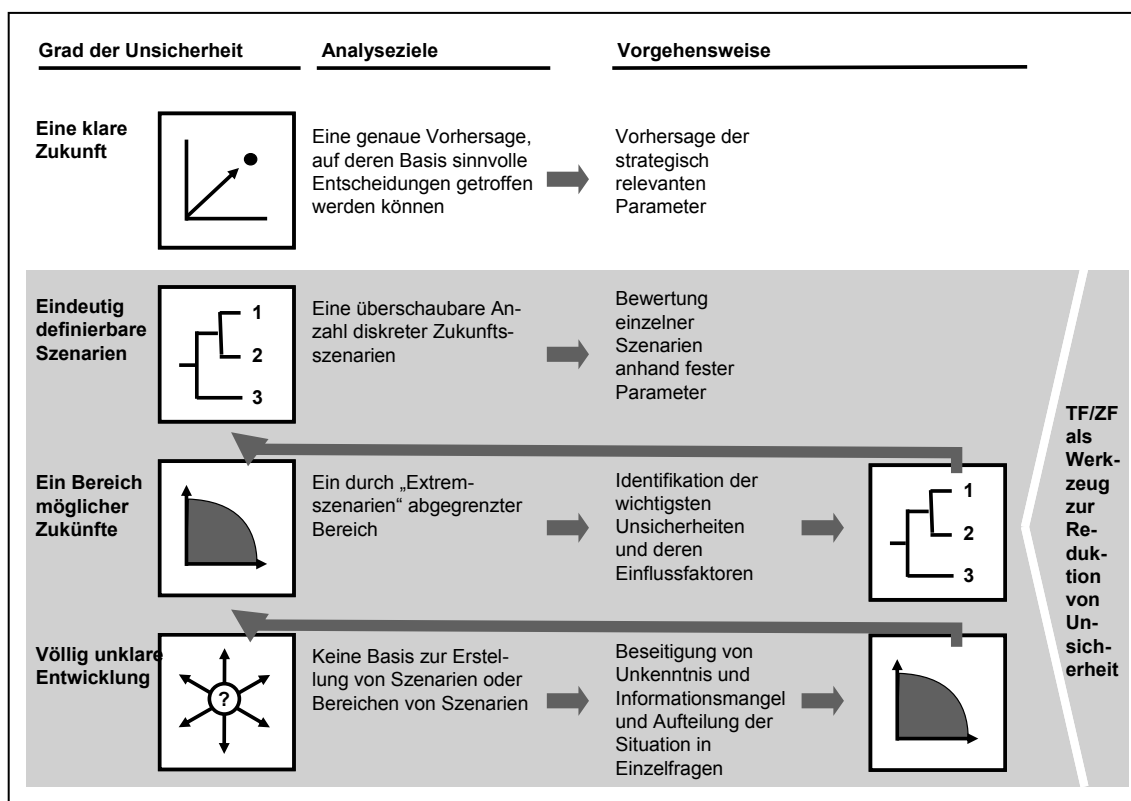 Grad der Unsicherheit
Analyseziele
Vorgehensweise
Eine klare
Zukunft
Eine genaue Vorhersage,
auf deren Basis sinnvolle
Entscheidungen getroffen
werden können
Vorhersage der
strategisch
relevanten
Parameter
Eindeutig
definierbare
Szenarien
1
2
3
Eine überschaubare An-
zahl diskreter Zukunfts-
szenarien
Bewertung
einzelner
Szenarien
anhand fester
Parameter
Ein Bereich
möglicher
Zukünfte
Ein durch „Extrem-
szenarien“ abgegrenzter
Bereich
Identifikation der
wichtigsten
Unsicherheiten
und deren
Einflussfaktoren
1
2
3
Völlig unklare
Entwicklung
?
Keine Basis zur Erstel-
lung von Szenarien oder
Bereichen von Szenarien
Beseitigung von
Unkenntnis und
Informationsmangel
und Aufteilung der
Situation in
Einzelfragen
TF/ZF
als
Werk-
zeug
zur
Re-
duk-
tion
von
Un-
sich-
erheit